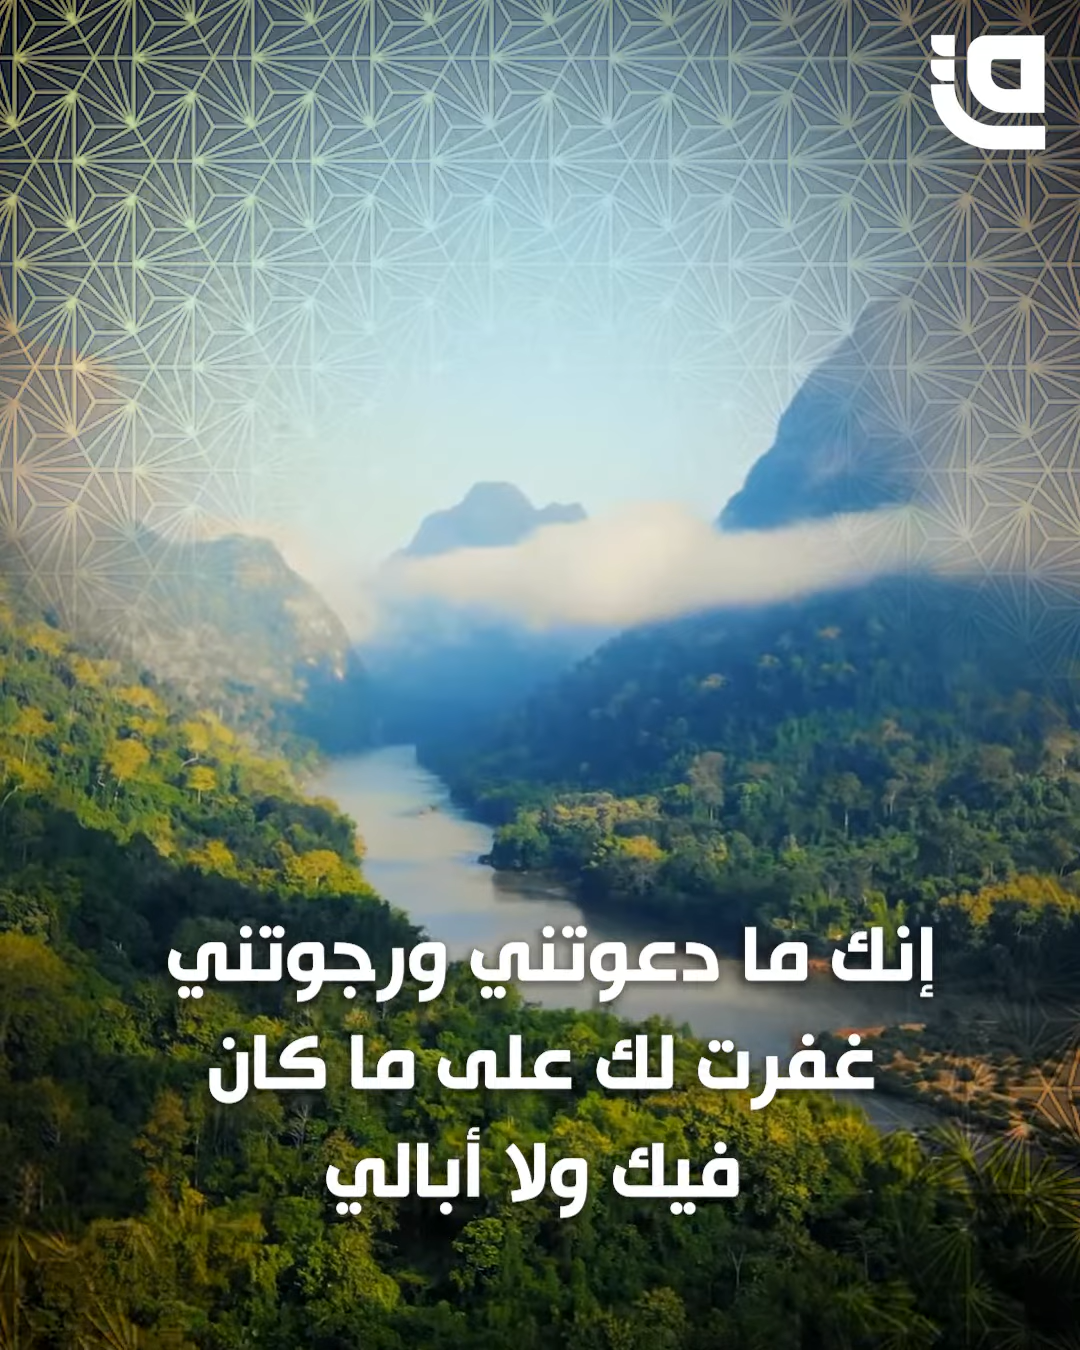 إنك ما دعوتني ورجوتني
غفرت لك على ما كان
فيك ولا أبالي